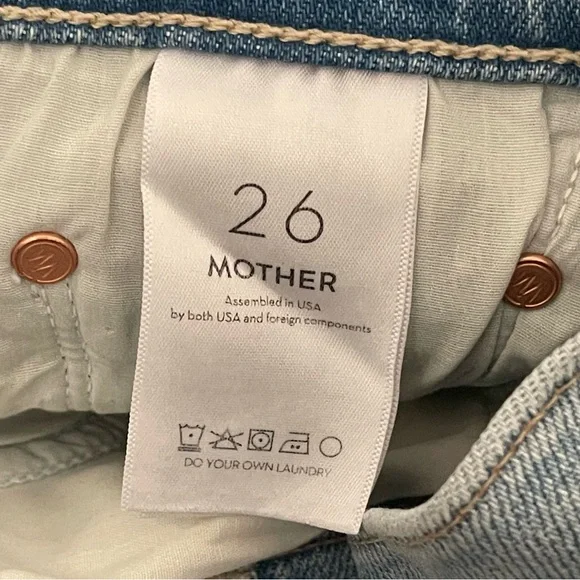 26
MOTHER
Assembled in USA
by both USA and foreign components
DO YOUR OWN LAUNDRY